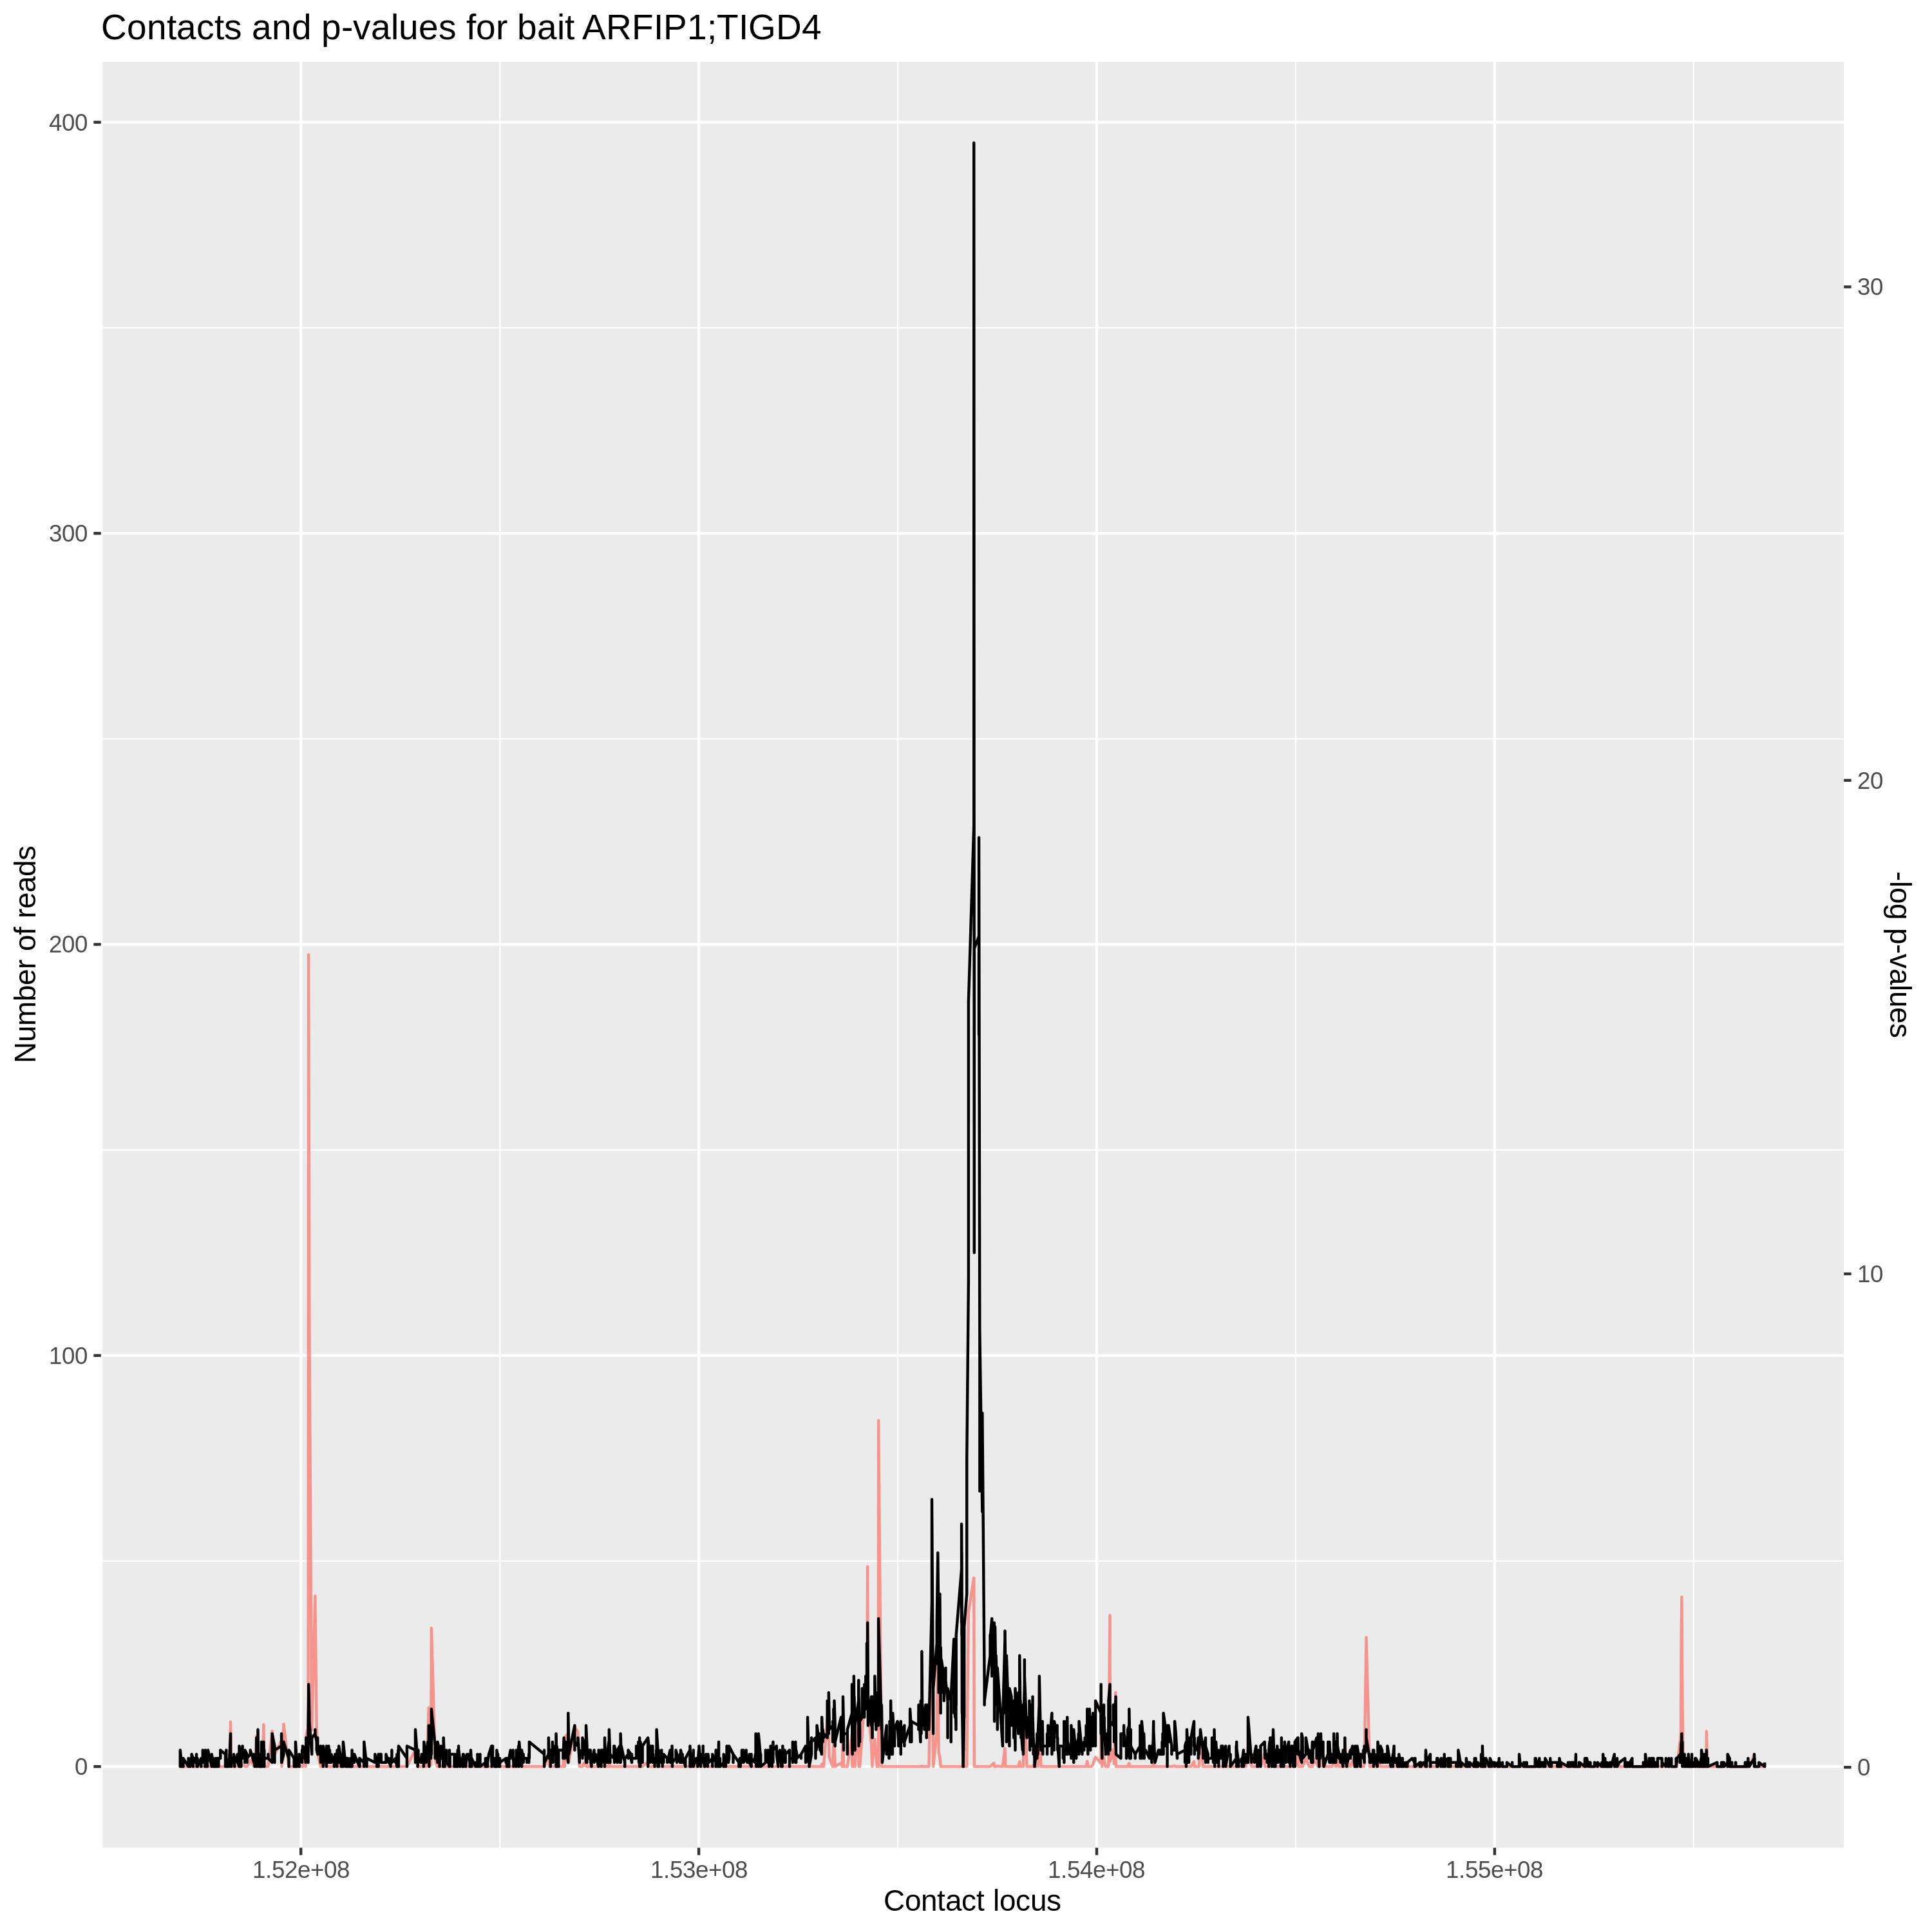 Contacts and p-values for bait ARFIP1;TIGD4
400
300
200
100
0
Number of reads
30
20
10
0
-log p-values
1.52e+08
1.53e+08
1.54e+08
1.55e+08
Contact locus